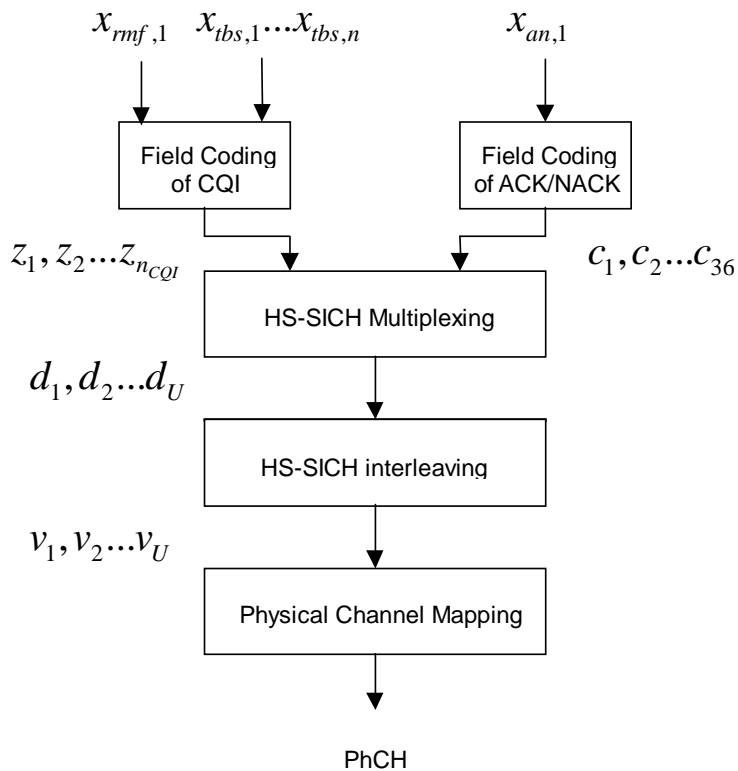 x_{rmf,1} x_{tbs,1}...x_{tbs,n} x_{an,1}
Field Coding
of CQI
Field Coding
of ACK/NACK
z_1, z_2...z_{n_{CQI}}
c_1, c_2...c_{36}
HS-SICH Multiplexing
d_1, d_2...d_U
HS-SICH interleaving
v_1, v_2...v_U
Physical Channel Mapping
PhCH